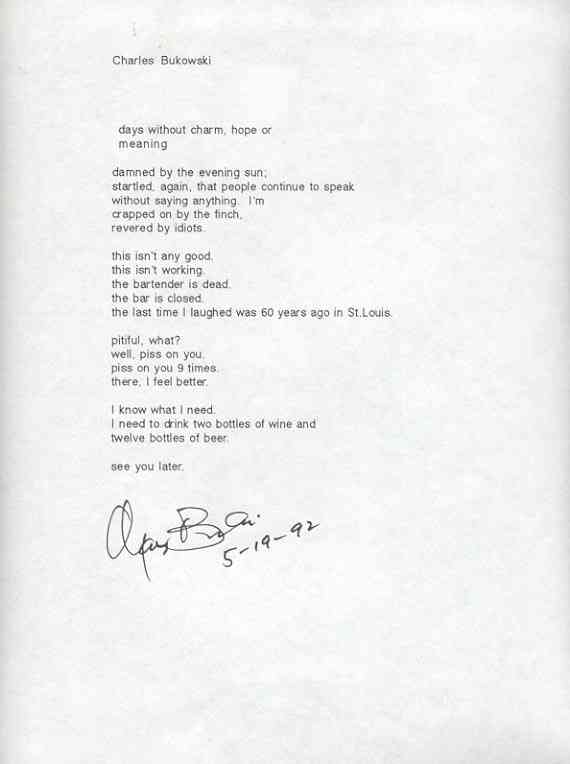 Charles Bukowski
days without charm, hope or
meaning
damned by the evening sun;
startled, again, that people continue to speak
without saying anything. I'm
crapped on by the finch,
revered by idiots.
this isn't any good.
this isn't working.
the bartender is dead.
the bar is closed.
the last time I laughed was 60 years ago in St.Louis.
pitiful, what?
well, piss on you.
piss on you 9 times.
there, I feel better.
I know what I need.
I need to drink two bottles of wine and
twelve bottles of beer.
see you later.
5-19-92